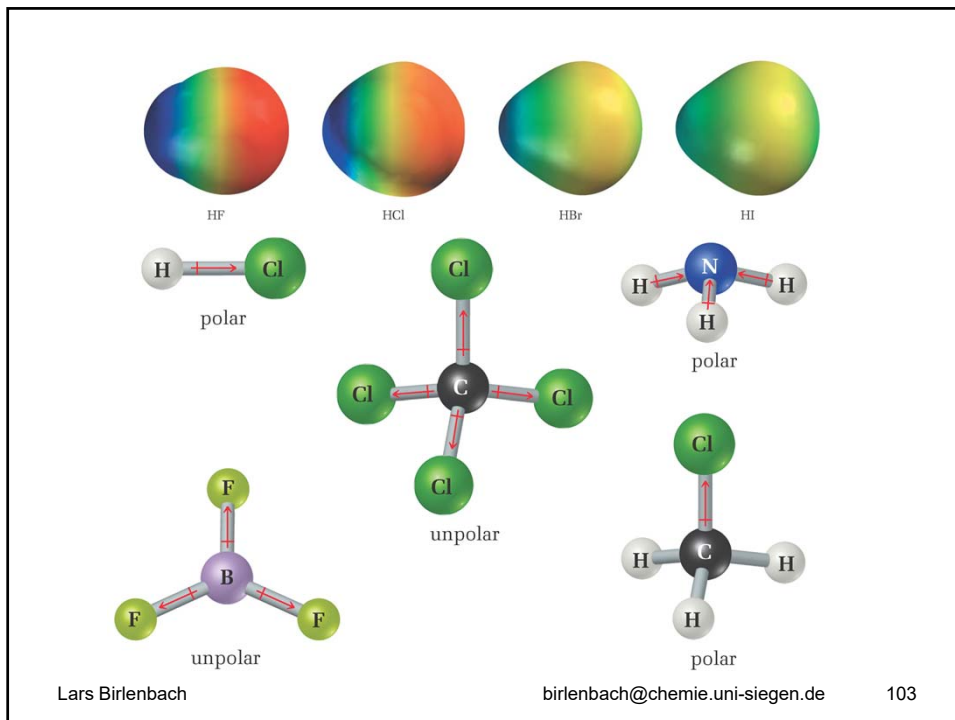 HF HCl HBr HI
H Cl
polar
Cl
Cl C Cl
Cl
unpolar
N
H H
H
polar
F
B
F F
unpolar
Cl
C
H H
H
polar
Lars Birlenbach birlenbach@chemie.uni-siegen.de 103